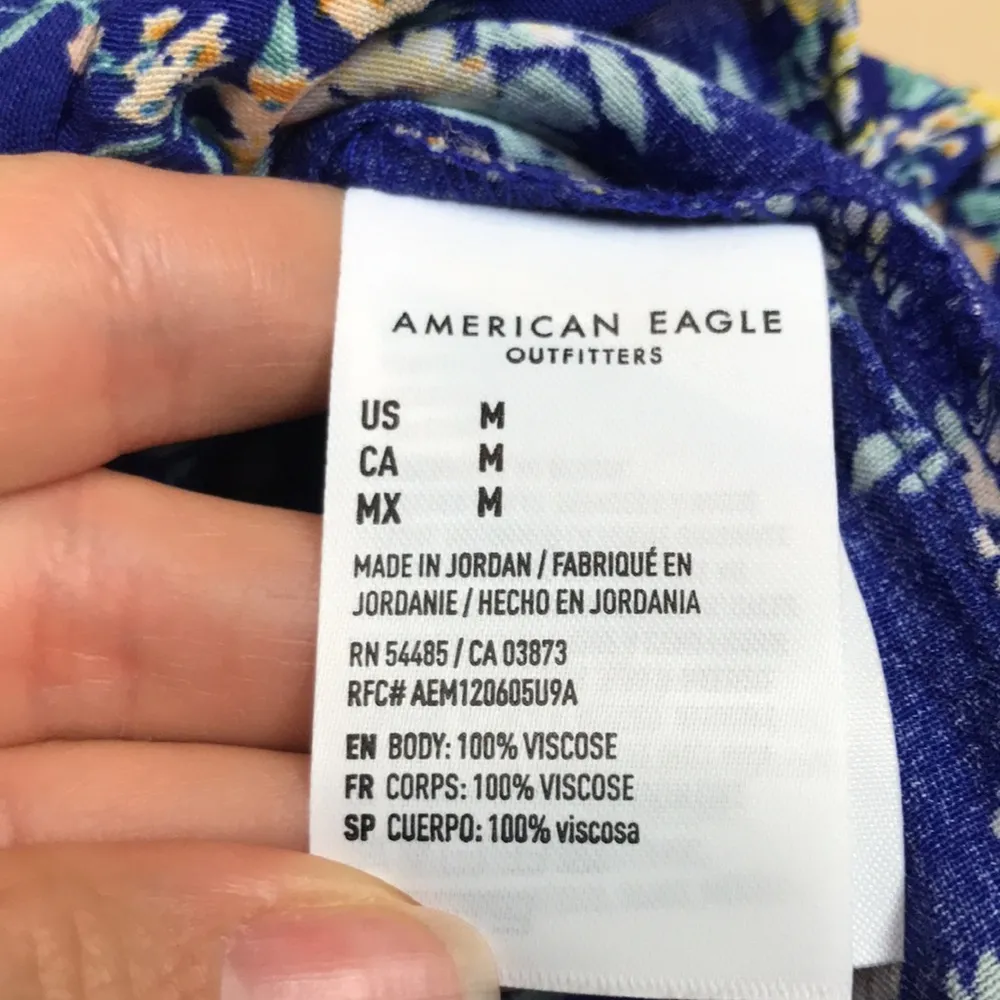 AMERICAN EAGLE
OUTFITTERS
US M
CA M
MX M
MADE IN JORDAN / FABRIQUÉ EN
JORDANIE / HECHO EN JORDANIA
RN 54485 / CA 03873
RFC# AEM120605U9A
EN BODY: 100% VISCOSE
FR CORPS: 100% VISCOSE
SP CUERPO: 100% viscosa